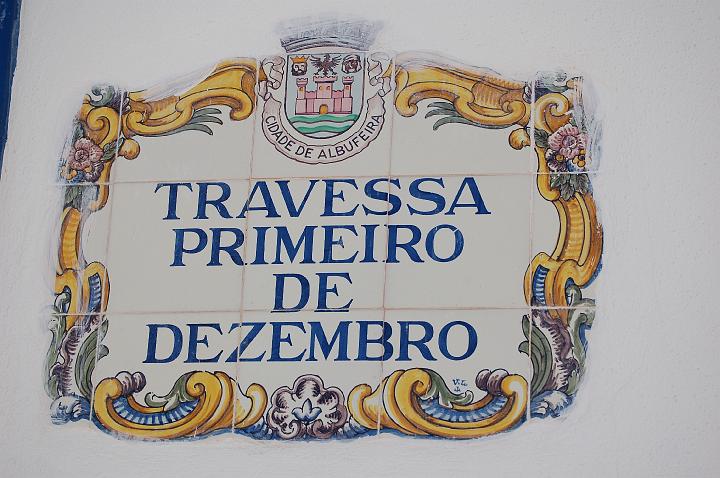 CIDADE DE ALBUFEIRA
TRAVESSA
PRIMEIRO
DE
DEZEMBRO